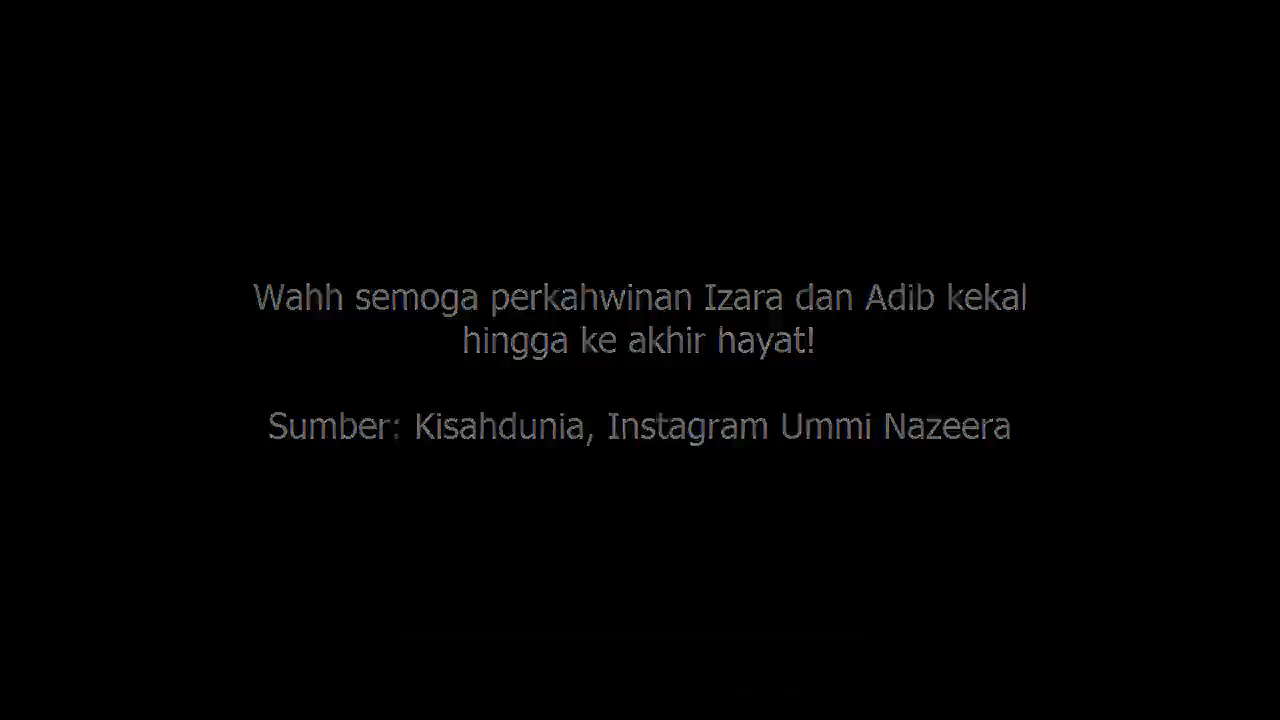 Wahh semoga perkahwinan Izara dan Adib kekal
hingga ke akhir hayat!
Sumber: Kisahdunia, Instagram Ummi Nazeera